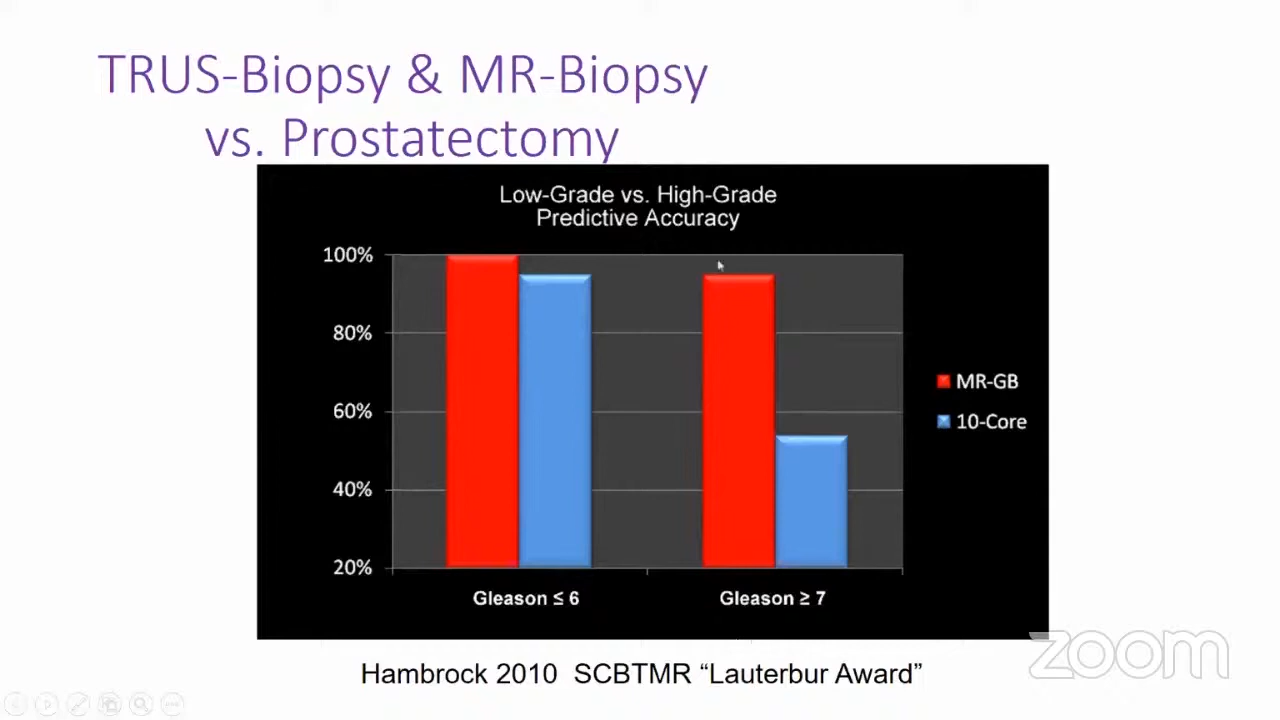 TRUS-Biopsy & MR-Biopsy
vs. Prostatectomy
Low-Grade vs. High-Grade
Predictive Accuracy
100%
80%
60%
40%
20%
Gleason ≤ 6
Gleason ≥ 7
MR-GB
10-Core
Hambrock 2010 SCBTMR “Lauterbur Award”
zoom